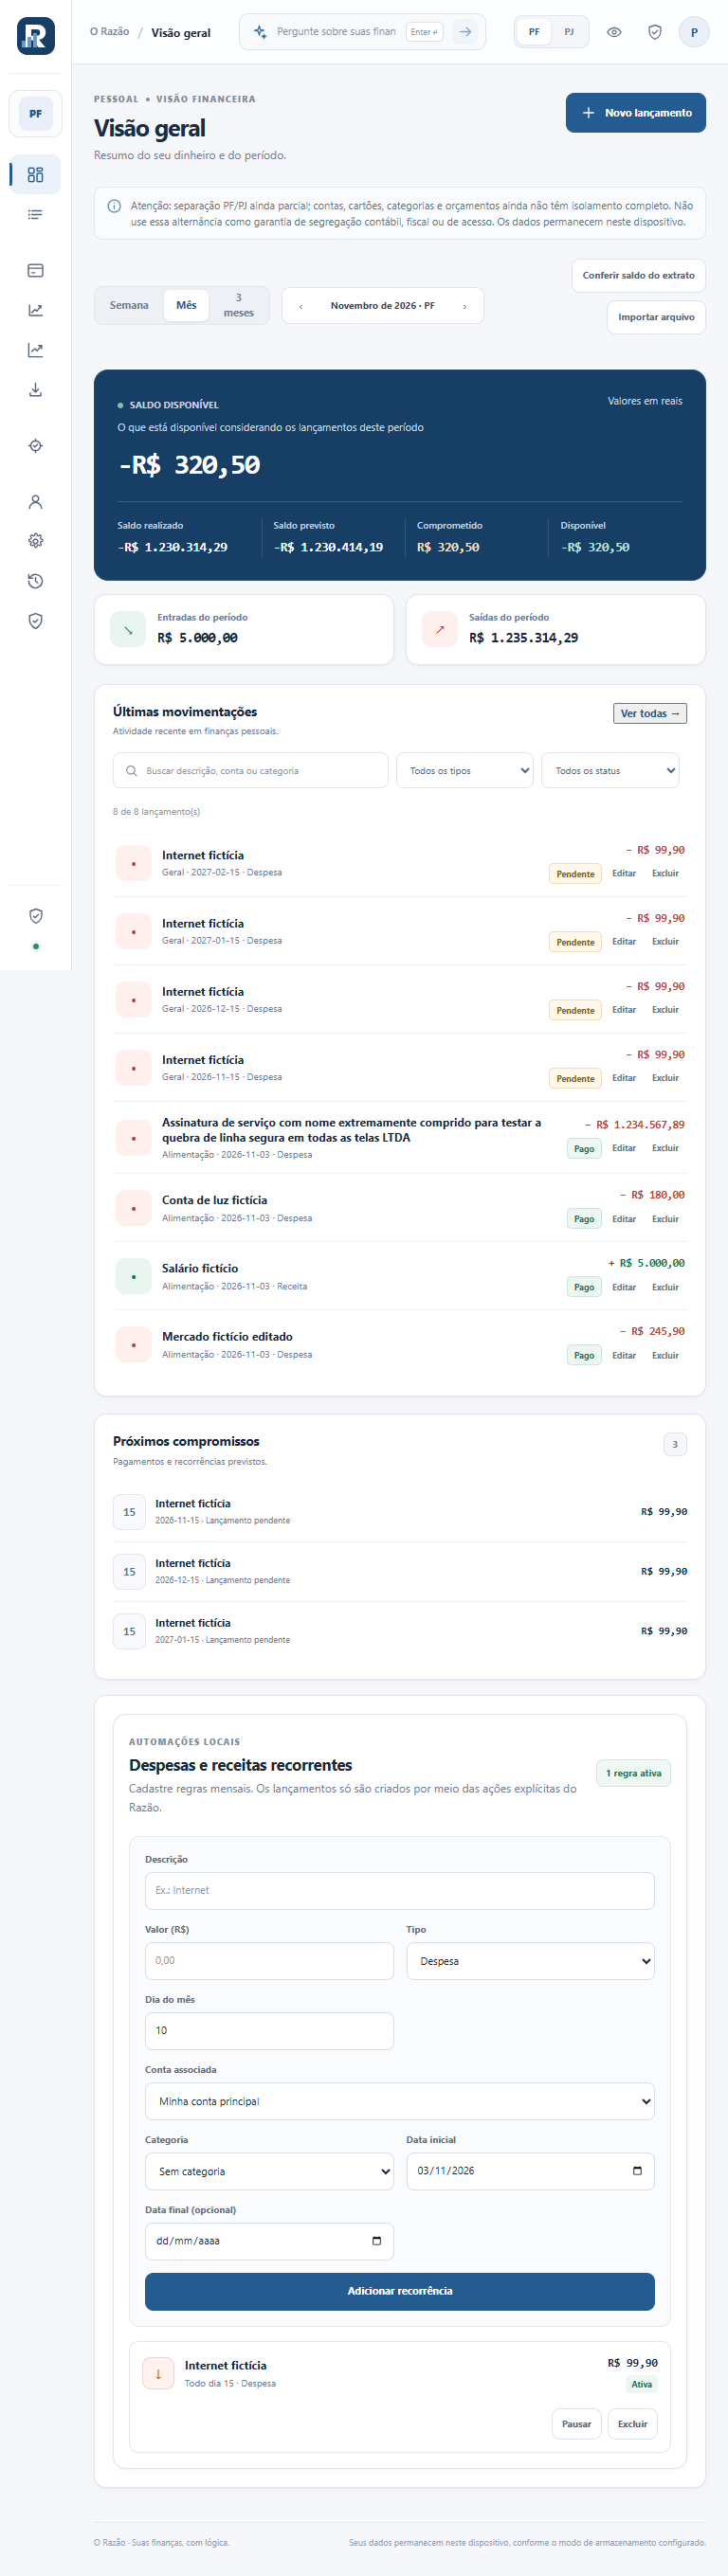 R
O Razão / Visão geral
Pergunte sobre suas finan
Enter ↵
PF
PJ
P
PF
PESSOAL • VISÃO FINANCEIRA
Visão geral
Resumo do seu dinheiro e do período.
+ Novo lançamento
Atenção: separação PF/PJ ainda parcial; contas, cartões, categorias e orçamentos ainda não têm isolamento completo. Não
use essa alternância como garantia de segregação contábil, fiscal ou de acesso. Os dados permanecem neste dispositivo.
Semana
Mês
3
meses
‹ Novembro de 2026 · PF ›
Conferir saldo do extrato
Importar arquivo
SALDO DISPONÍVEL
Valores em reais
O que está disponível considerando os lançamentos deste período
-R$ 320,50
Saldo realizado
-R$ 1.230.314,29
Saldo previsto
-R$ 1.230.414,19
Comprometido
R$ 320,50
Disponível
-R$ 320,50
↘
Entradas do período
R$ 5.000,00
↗
Saídas do período
R$ 1.235.314,29
Últimas movimentações
Atividade recente em finanças pessoais.
Ver todas →
Buscar descrição, conta ou categoria
Todos os tipos
Todos os status
8 de 8 lançamento(s)
Internet fictícia
Geral · 2027-02-15 · Despesa
− R$ 99,90
Pendente Editar Excluir
Internet fictícia
Geral · 2027-01-15 · Despesa
− R$ 99,90
Pendente Editar Excluir
Internet fictícia
Geral · 2026-12-15 · Despesa
− R$ 99,90
Pendente Editar Excluir
Internet fictícia
Geral · 2026-11-15 · Despesa
− R$ 99,90
Pendente Editar Excluir
Assinatura de serviço com nome extremamente comprido para testar a
quebra de linha segura em todas as telas LTDA
Alimentação · 2026-11-03 · Despesa
− R$ 1.234.567,89
Pago Editar Excluir
Conta de luz fictícia
Alimentação · 2026-11-03 · Despesa
− R$ 180,00
Pago Editar Excluir
Salário fictício
Alimentação · 2026-11-03 · Receita
+ R$ 5.000,00
Pago Editar Excluir
Mercado fictício editado
Alimentação · 2026-11-03 · Despesa
− R$ 245,90
Pago Editar Excluir
Próximos compromissos
Pagamentos e recorrências previstos.
3
15
Internet fictícia
2026-11-15 · Lançamento pendente
R$ 99,90
15
Internet fictícia
2026-12-15 · Lançamento pendente
R$ 99,90
15
Internet fictícia
2027-01-15 · Lançamento pendente
R$ 99,90
AUTOMAÇÕES LOCAIS
Despesas e receitas recorrentes
Cadastre regras mensais. Os lançamentos só são criados por meio das ações explícitas do
Razão.
1 regra ativa
Descrição
Ex.: Internet
Valor (R$)
0,00
Tipo
Despesa
Dia do mês
10
Conta associada
Minha conta principal
Categoria
Sem categoria
Data inicial
03/11/2026
Data final (opcional)
dd/mm/aaaa
Adicionar recorrência
↓
Internet fictícia
Todo dia 15 · Despesa
R$ 99,90
Ativa
Pausar
Excluir
O Razão · Suas finanças, com lógica.
Seus dados permanecem neste dispositivo, conforme o modo de armazenamento configurado.